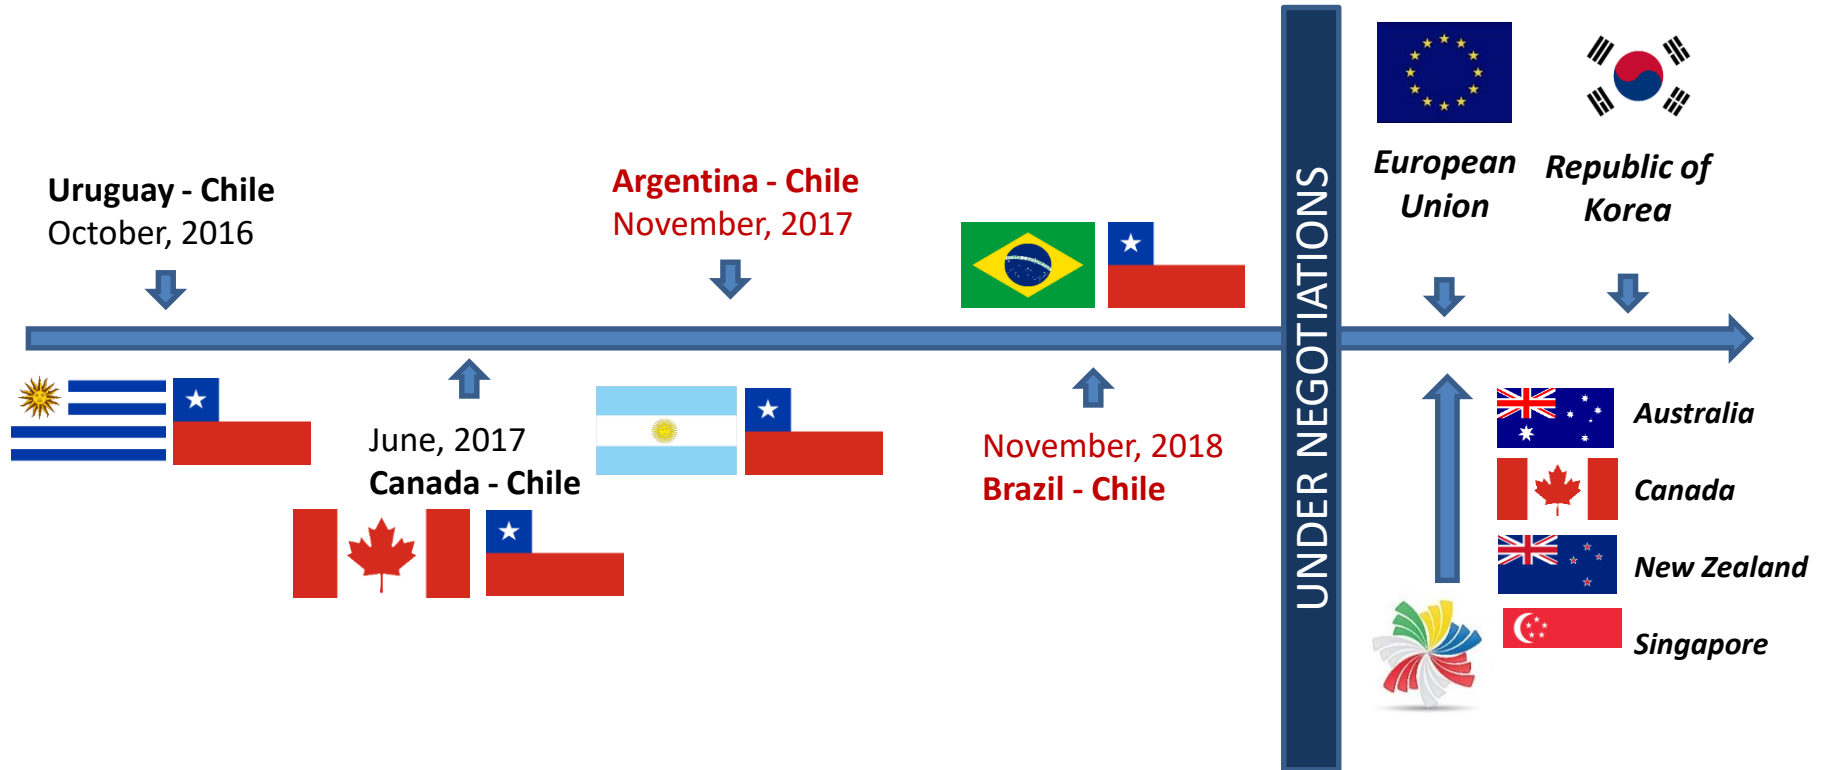 Uruguay - Chile
October, 2016
June, 2017
Canada - Chile
Argentina - Chile
November, 2017
November, 2018
Brazil - Chile
UNDER NEGOTIATIONS
European
Union
Republic of
Korea
Australia
Canada
New Zealand
Singapore